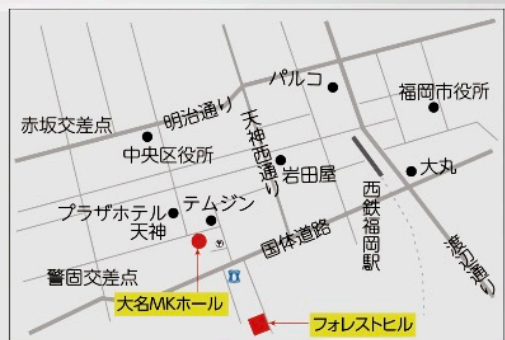 パルコ
福岡市役所
明治通り
赤坂交差点
中央区役所
天神西通り
岩田屋
大丸
西鉄福岡駅
プラザホテル
天神
テムジン
国体道路
渡辺通り
警固交差点
大名MKホール
フォレストヒル